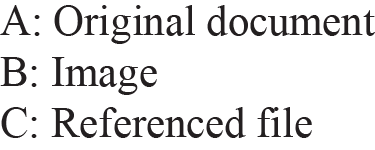 A: Original document
B: Image
C: Referenced file